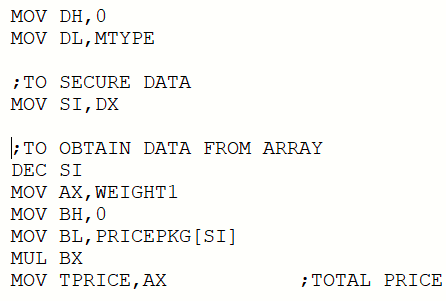 MOV DH,0
MOV DL,MTYPE
;TO SECURE DATA
MOV SI,DX
;TO OBTAIN DATA FROM ARRAY
DEC SI
MOV AX,WEIGHT1
MOV BH,0
MOV BL,PRICEPKG[SI]
MUL BX
MOV TPRICE,AX ;TOTAL PRICE